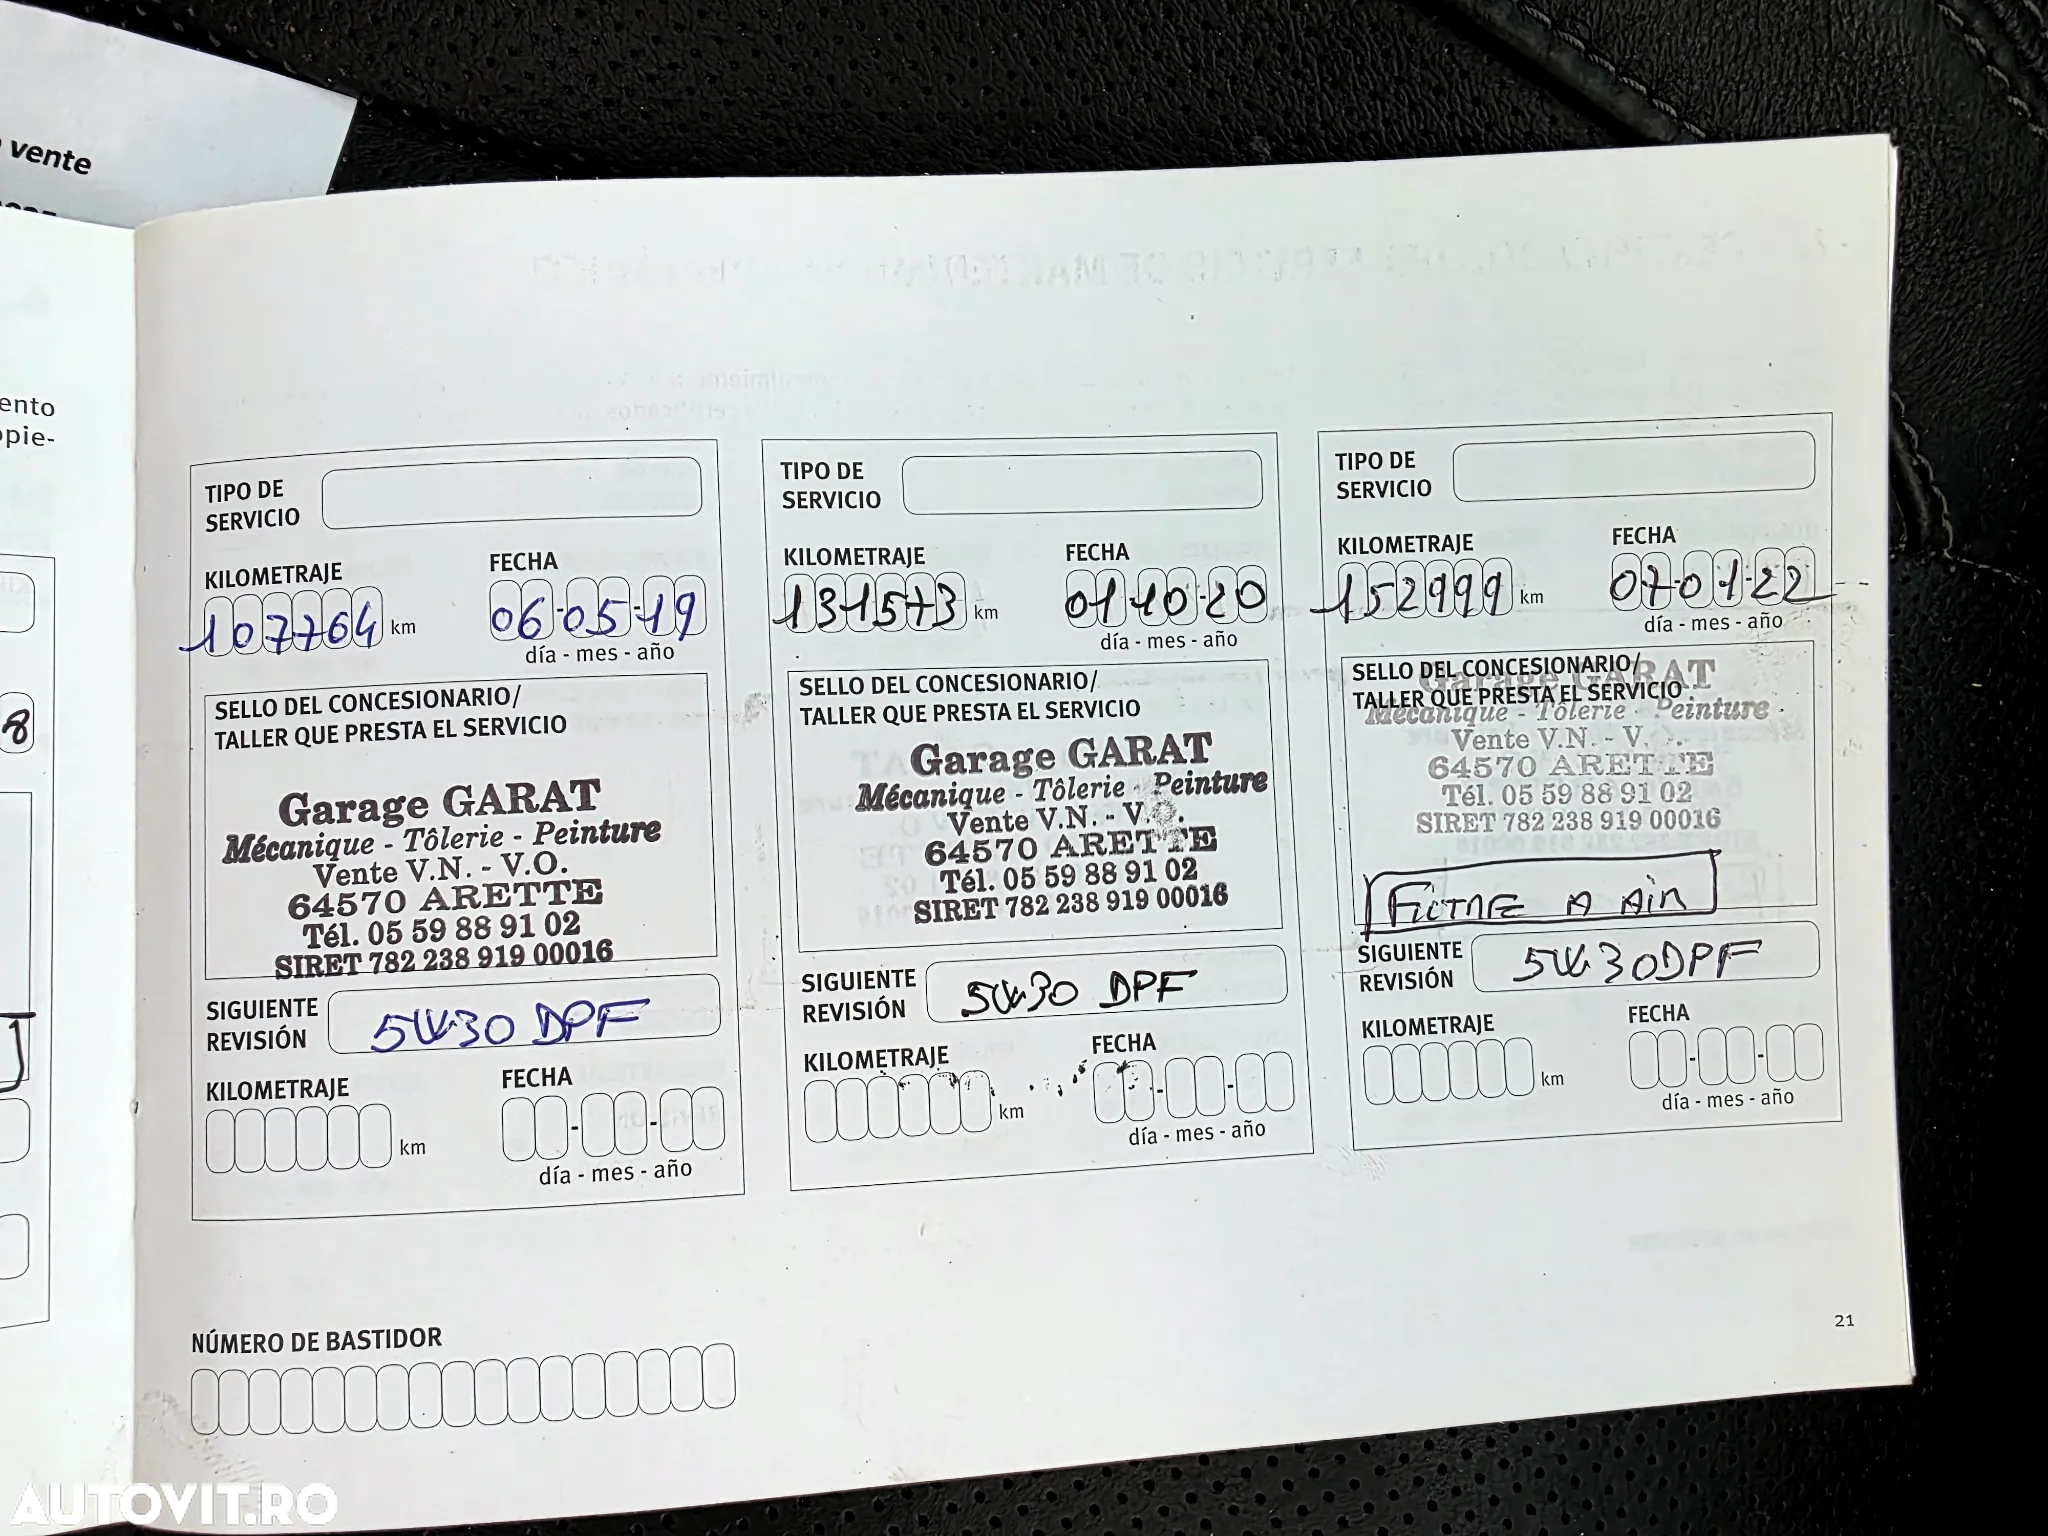 vente
ento
opie-
8
TIPO DE
SERVICIO
KILOMETRAJE
FECHA
107764 km
06-05-19
día - mes - año
SELLO DEL CONCESIONARIO/
TALLER QUE PRESTA EL SERVICIO
Garage GARAT
Mécanique - Tôlerie - Peinture
Vente V.N. - V.O.
64570 ARETTE
Tél. 05 59 88 91 02
SIRET 782 238 919 00016
SIGUIENTE
REVISIÓN
5W30 DPF
KILOMETRAJE
FECHA
km
día - mes - año
TIPO DE
SERVICIO
KILOMETRAJE
FECHA
131573 km
01-10-20
día - mes - año
SELLO DEL CONCESIONARIO/
TALLER QUE PRESTA EL SERVICIO
Garage GARAT
Mécanique - Tôlerie - Peinture
Vente V.N. - V.
64570 ARETTE
Tél. 05 59 88 91 02
SIRET 782 238 919 00016
SIGUIENTE
REVISIÓN
5W30 DPF
KILOMETRAJE
FECHA
km
día - mes - año
TIPO DE
SERVICIO
KILOMETRAJE
FECHA
152999 km
07-01-22
día - mes - año
SELLO DEL CONCESIONARIO/
TALLER QUE PRESTA EL SERVICIO
Garage GARAT
Mécanique - Tôlerie - Peinture
Vente V.N. - V.
64570 ARETTE
Tél. 05 59 88 91 02
SIRET 782 238 919 00016
FILTRE A AIR
SIGUIENTE
REVISIÓN
5W30DPF
KILOMETRAJE
FECHA
km
día - mes - año
NÚMERO DE BASTIDOR
21
AUTOVIT.RO